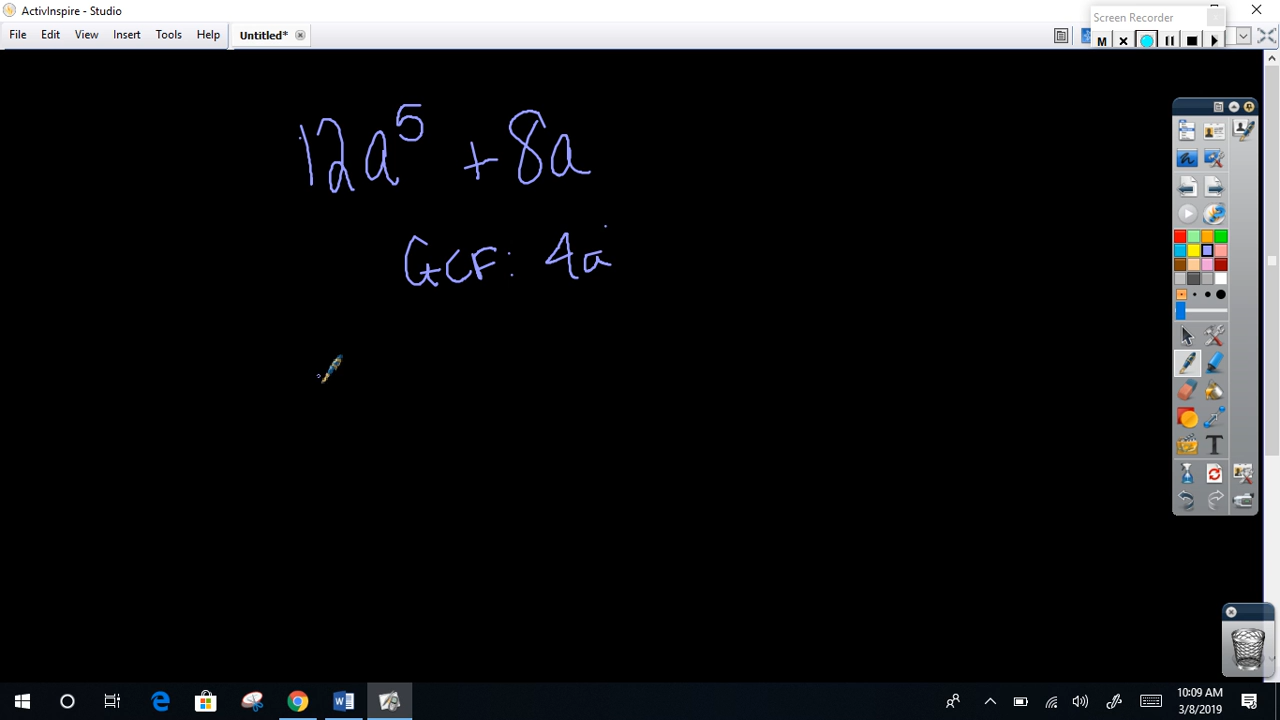 ActivInspire - Studio
Screen Recorder
File Edit View Insert Tools Help Untitled*
M
12a⁵ + 8a
GCF: 4a
T
10:09 AM
3/8/2019